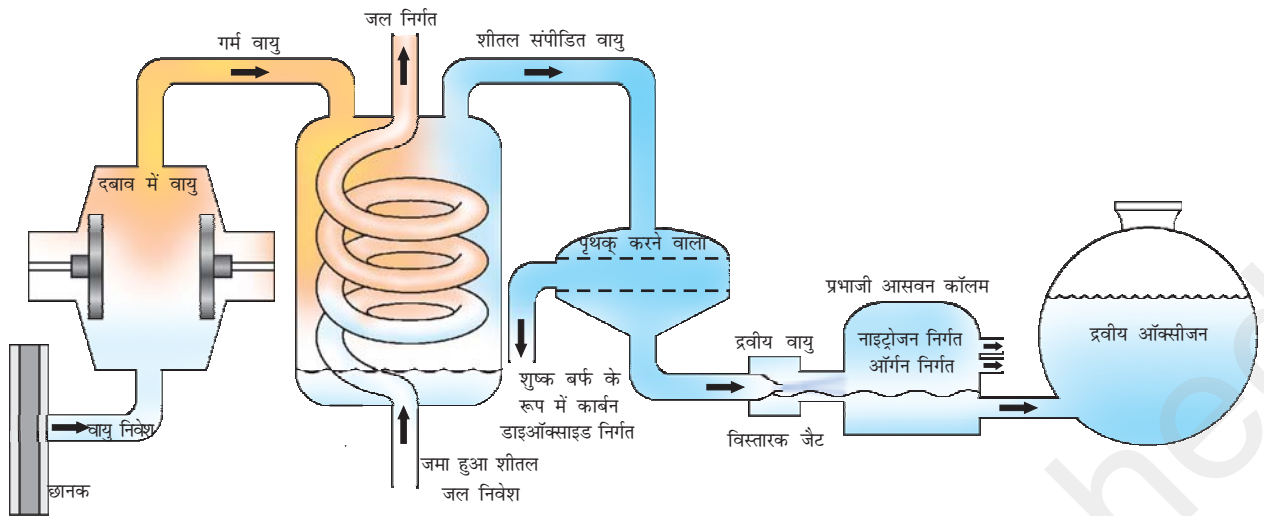 जल निर्गत
गर्म वायु
शीतल संपीडित वायु
दबाव में वायु
पृथक् करने वाला
प्रभाजी आसवन कॉलम
द्रवीय वायु
नाइट्रोजन निर्गत
ऑर्गन निर्गत
द्रवीय ऑक्सीजन
शुष्क बर्फ के
रूप में कार्बन
डाइऑक्साइड निर्गत
विस्तारक जैट
वायु निवेश
जमा हुआ शीतल
जल निवेश
छानक